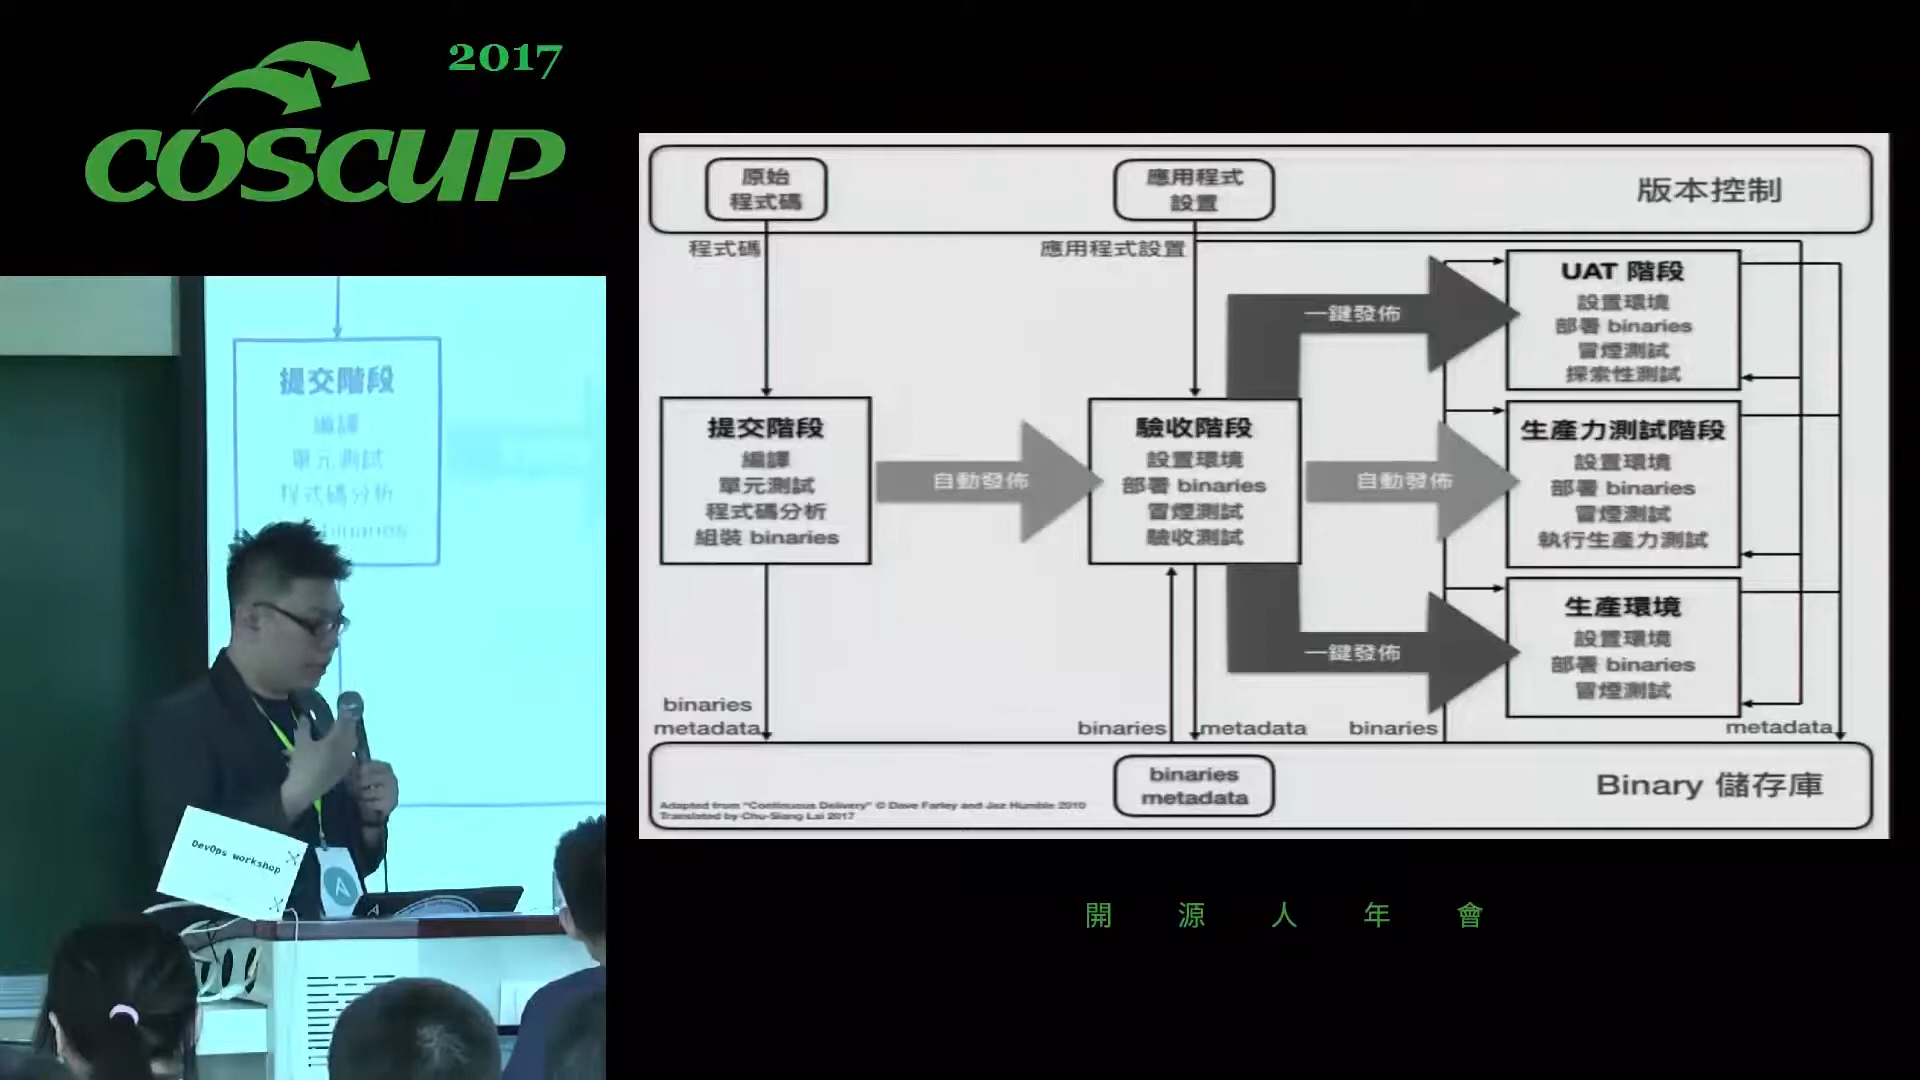 2017
COSCUP
原始
程式碼
應用程式
設置
版本控制
程式碼
應用程式設置
提交階段
編譯
單元測試
程式碼分析
組裝 binaries
自動發佈
驗收階段
設置環境
部署 binaries
冒煙測試
驗收測試
一鍵發佈
自動發佈
一鍵發佈
UAT 階段
設置環境
部署 binaries
冒煙測試
探索性測試
生產力測試階段
設置環境
部署 binaries
冒煙測試
執行生產力測試
生產環境
設置環境
部署 binaries
冒煙測試
binaries
metadata
binaries
metadata
binaries
metadata
binaries
metadata
Binary 儲存庫
Adapted from "Continuous Delivery" © Dave Farley and Jez Humble 2010
Translated by Chu-Siang Lai 2017
提交階段
編譯
單元測試
程式碼分析
binaries
DevOps workshop
A
開源人年會